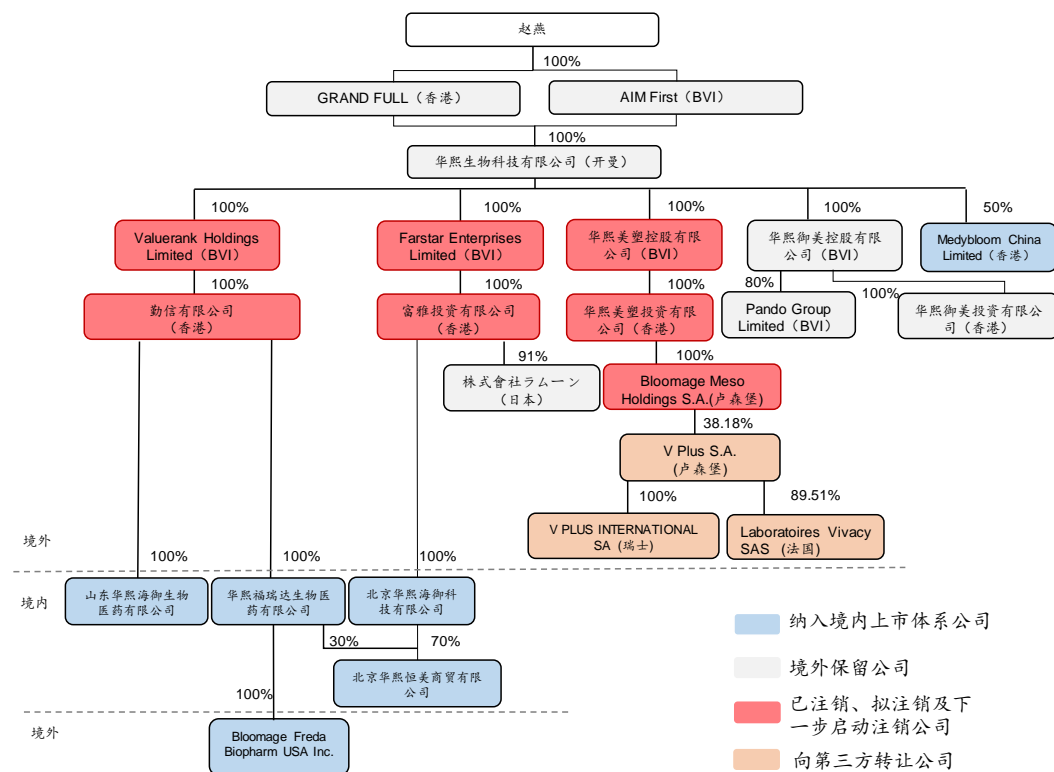 赵燕
100%
GRAND FULL（香港）
AIM First（BVI）
100%
华熙生物科技有限公司（开曼）
100%
100%
100%
100%
50%
Valuerank Holdings
Limited（BVI）
Farstar Enterprises
Limited（BVI）
华熙美塑控股有限
公司（BVI）
华熙御美控股有限
公司（BVI）
Medybloom China
Limited（香港）
100%
100%
100%
80%
100%
勤信有限公司
（香港）
富雅投资有限公司
（香港）
华熙美塑投资有限
公司（香港）
Pando Group
Limited（BVI）
华熙御美投资有限公
司（香港）
91%
100%
株式會社ラムーン
（日本）
Bloomage Meso
Holdings S.A.(卢森堡）
38.18%
V Plus S.A.
(卢森堡）
100%
89.51%
V PLUS INTERNATIONAL
SA (瑞士）
Laboratoires Vivacy
SAS（法国）
境外
100%
100%
100%
境内
山东华熙海御生物
医药有限公司
华熙福瑞达生物医
药有限公司
北京华熙海御科
技有限公司
30%
70%
北京华熙恒美商贸有限
公司
100%
境外
Bloomage Freda
Biopharm USA Inc.
纳入境内上市体系公司
境外保留公司
已注销、拟注销及下
一步启动注销公司
向第三方转让公司